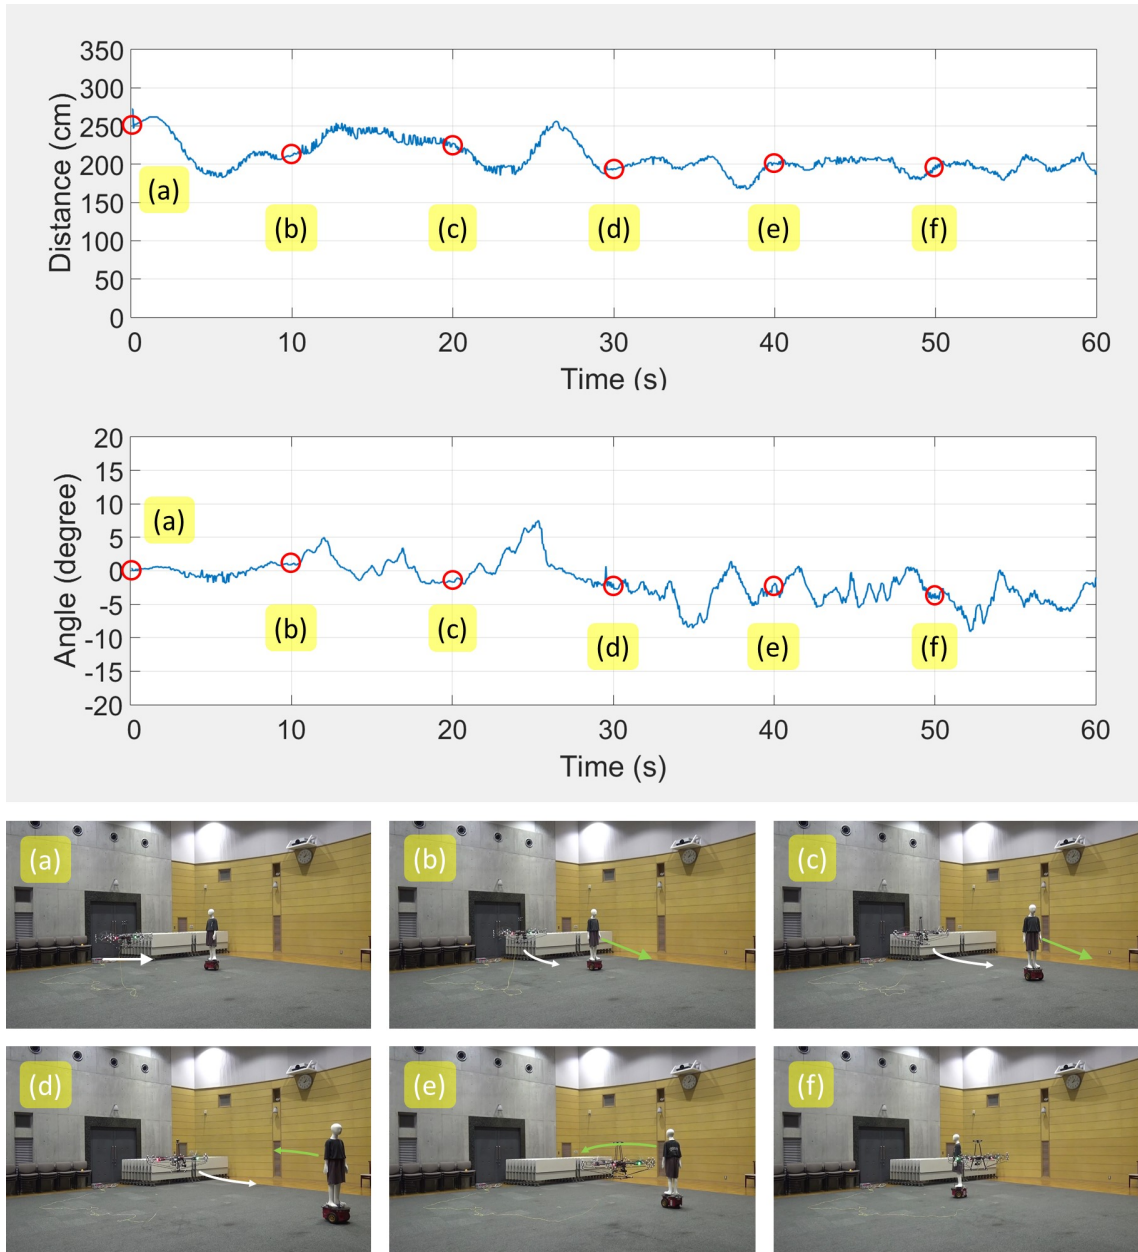 350
300
250
200
150
100
50
0
Distance (cm)
(a)
(b) (c) (d) (e) (f)
0 10 20 30 40 50 60
Time (s)
20
15
10
5
0
-5
-10
-15
-20
Angle (degree)
(a)
(b) (c) (d) (e) (f)
0 10 20 30 40 50 60
Time (s)
(a) (b) (c)
(d) (e) (f)